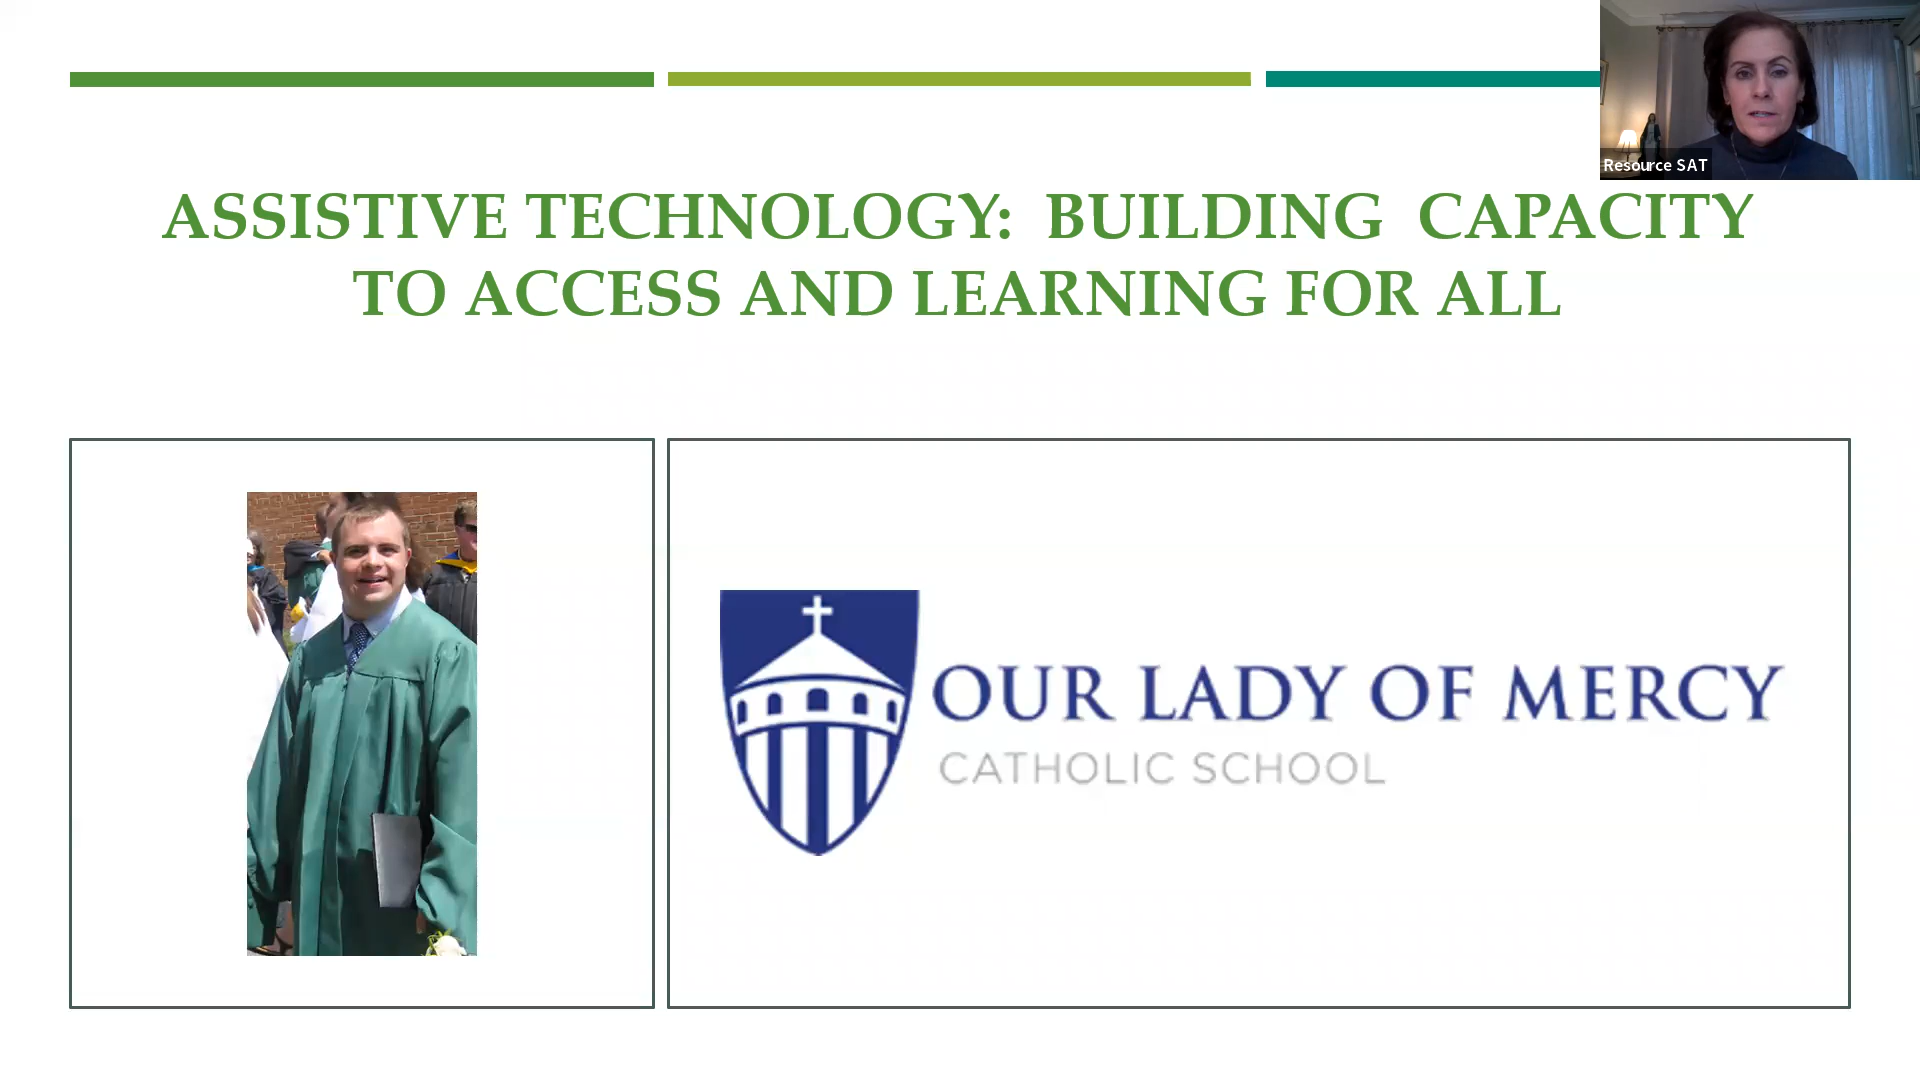 Resource SAT
ASSISTIVE TECHNOLOGY: BUILDING CAPACITY
TO ACCESS AND LEARNING FOR ALL
OUR LADY OF MERCY
CATHOLIC SCHOOL